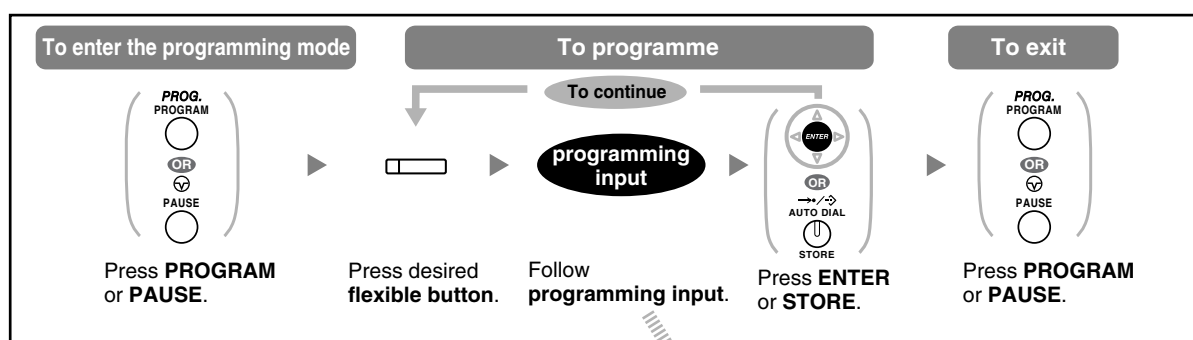 To enter the programming mode
To programme
To exit
To continue
PROG.
PROGRAM
OR
PAUSE
programming
input
ENTER
OR
AUTO DIAL
STORE
PROG.
PROGRAM
OR
PAUSE
Press PROGRAM
or PAUSE.
Press desired
flexible button.
Follow
programming input.
Press ENTER
or STORE.
Press PROGRAM
or PAUSE.